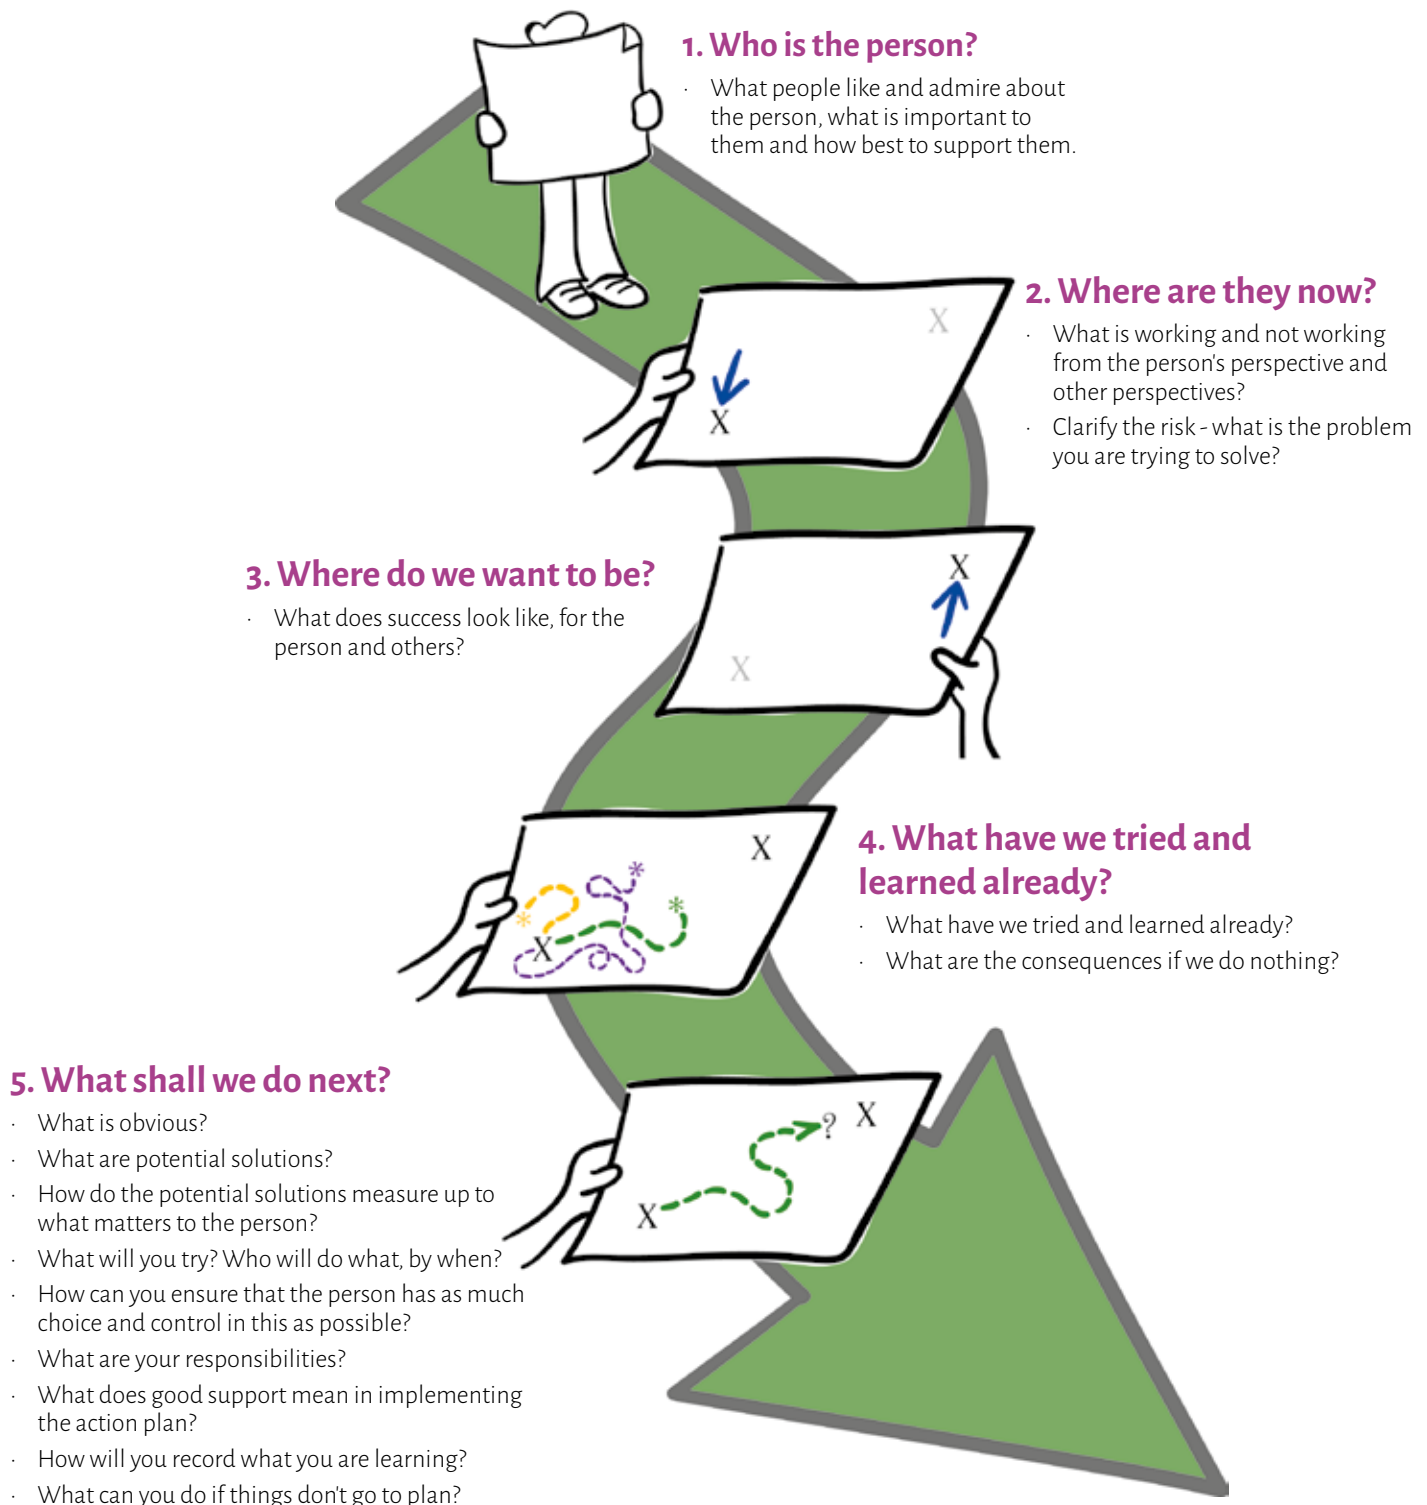 1. Who is the person?
· What people like and admire about
the person, what is important to
them and how best to support them.
X
X
2. Where are they now?
· What is working and not working
from the person's perspective and
other perspectives?
· Clarify the risk - what is the problem
you are trying to solve?
3. Where do we want to be?
· What does success look like, for the
person and others?
X
X
X
* * *
X
4. What have we tried and
learned already?
· What have we tried and learned already?
· What are the consequences if we do nothing?
5. What shall we do next?
· What is obvious?
· What are potential solutions?
· How do the potential solutions measure up to
what matters to the person?
· What will you try? Who will do what, by when?
· How can you ensure that the person has as much
choice and control in this as possible?
· What are your responsibilities?
· What does good support mean in implementing
the action plan?
· How will you record what you are learning?
· What can you do if things don't go to plan?
? X
X